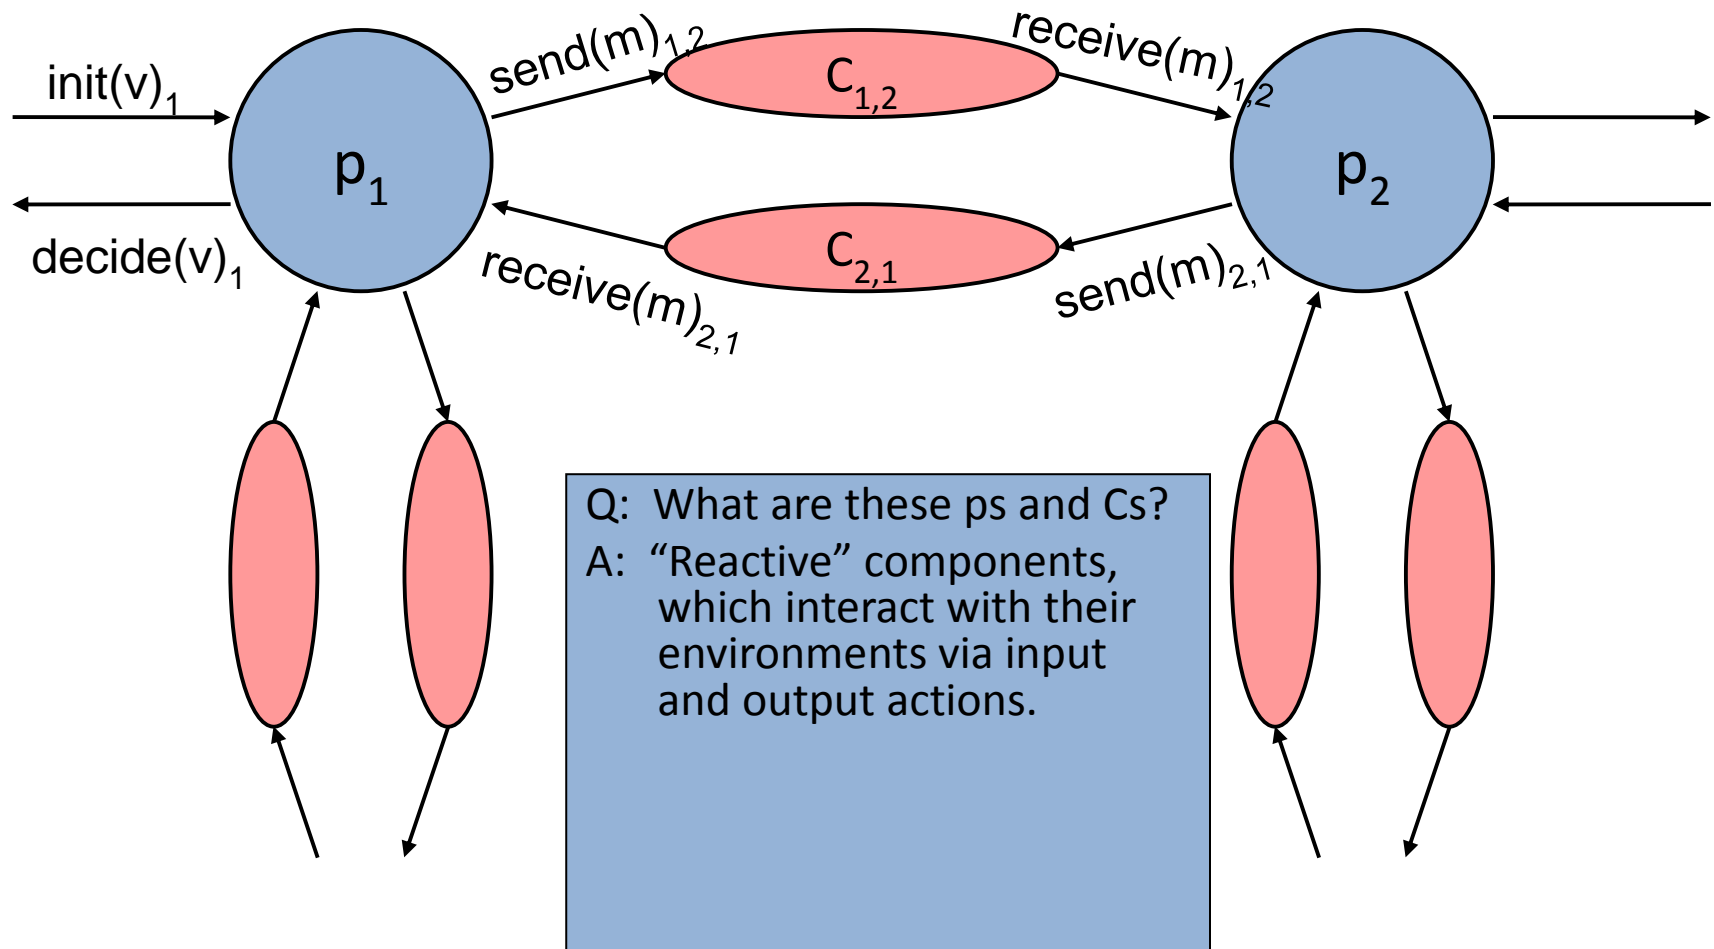 init(v)₁
send(m)₁,₂
C₁,₂
receive(m)₁,₂
p₁
p₂
decide(v)₁
receive(m)₂,₁
C₂,₁
send(m)₂,₁
Q: What are these ps and Cs?
A: “Reactive” components,
which interact with their
environments via input
and output actions.